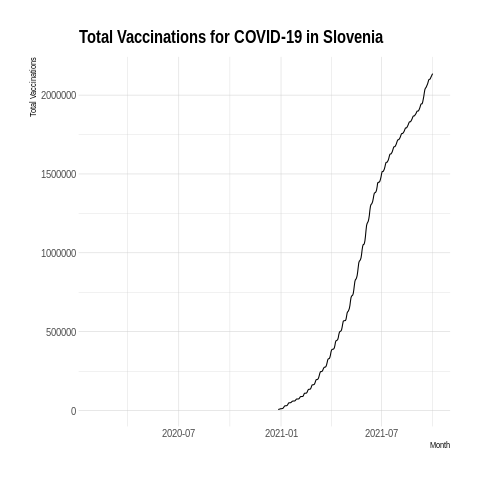 Total Vaccinations for COVID-19 in Slovenia
Total Vaccinations
2000000
1500000
1000000
500000
0
2020-07
2021-01
2021-07
Month